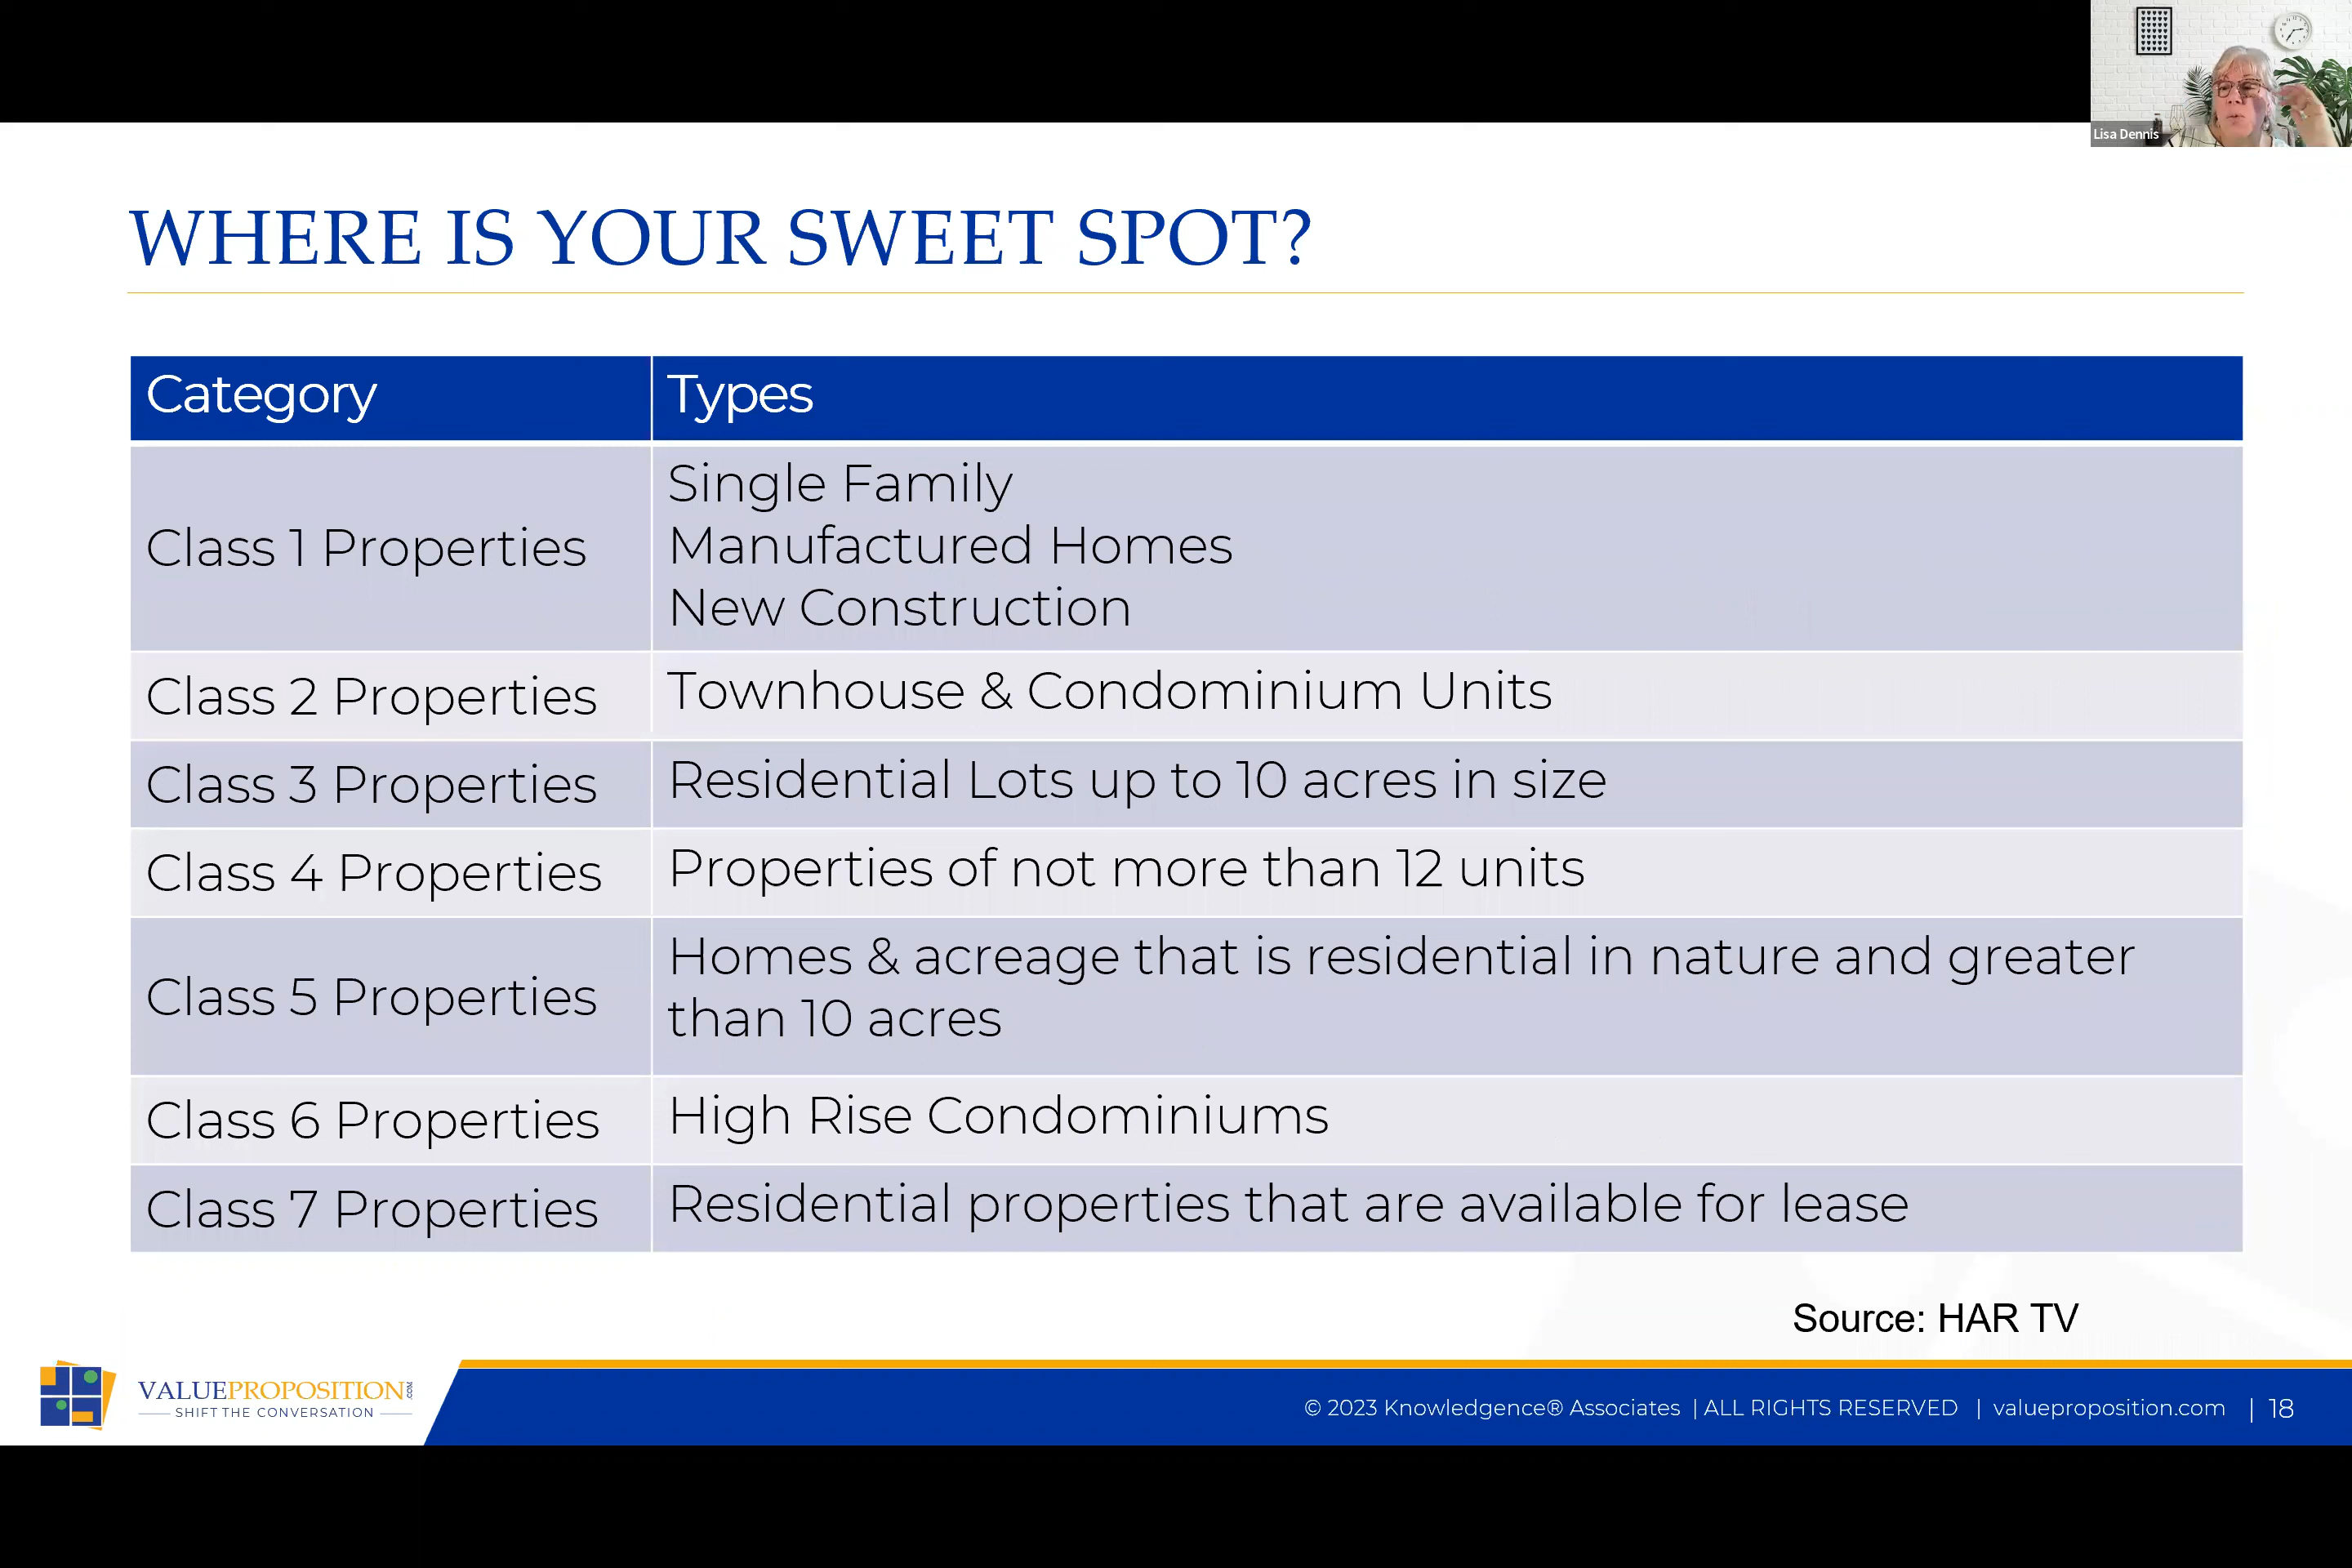 Lisa Dennis
WHERE IS YOUR SWEET SPOT?
Category
Types
Class 1 Properties
Single Family
Manufactured Homes
New Construction
Class 2 Properties
Townhouse & Condominium Units
Class 3 Properties
Residential Lots up to 10 acres in size
Class 4 Properties
Properties of not more than 12 units
Class 5 Properties
Homes & acreage that is residential in nature and greater
than 10 acres
Class 6 Properties
High Rise Condominiums
Class 7 Properties
Residential properties that are available for lease
Source: HAR TV
VALUEPROPOSITION.COM
SHIFT THE CONVERSATION
© 2023 Knowledgence® Associates | ALL RIGHTS RESERVED | valueproposition.com | 18